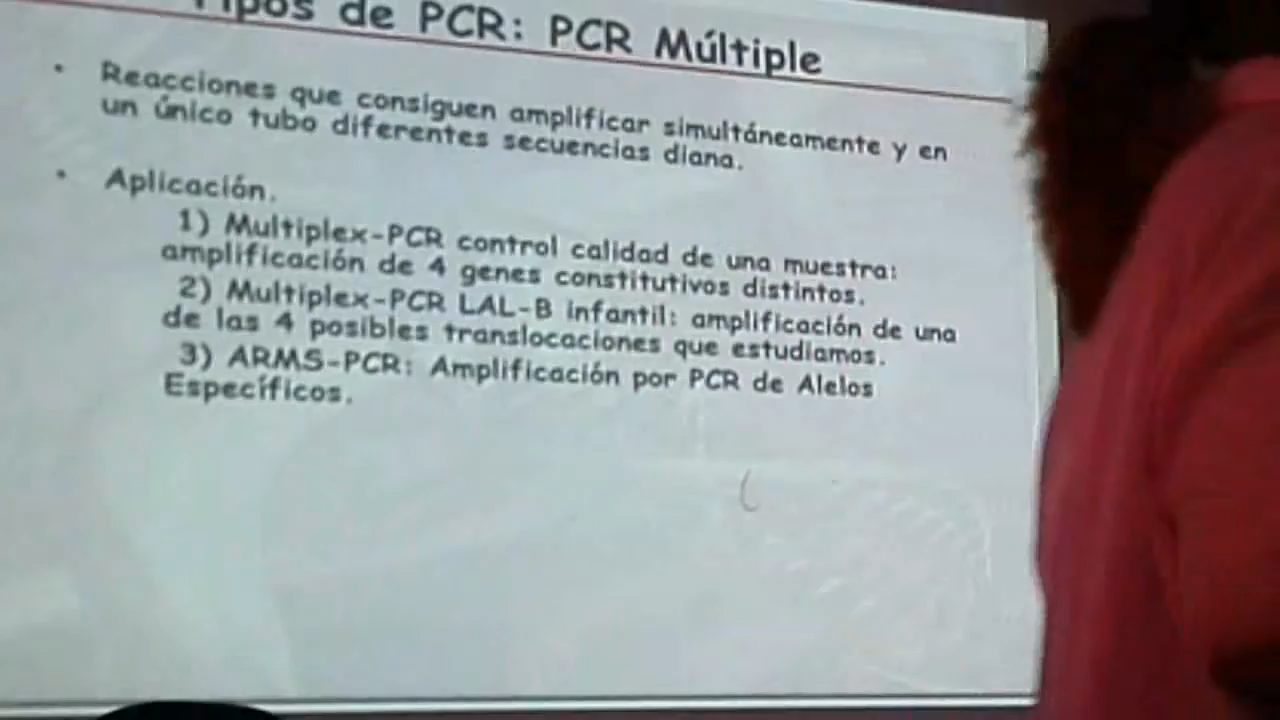 Tipos de PCR: PCR Múltiple
• Reacciones que consiguen amplificar simultáneamente y en
un único tubo diferentes secuencias diana.
• Aplicación.
1) Multiplex-PCR control calidad de una muestra:
amplificación de 4 genes constitutivos distintos.
2) Multiplex-PCR LAL-B infantil: amplificación de una
de las 4 posibles translocaciones que estudiamos.
3) ARMS-PCR: Amplificación por PCR de Alelos
Específicos.